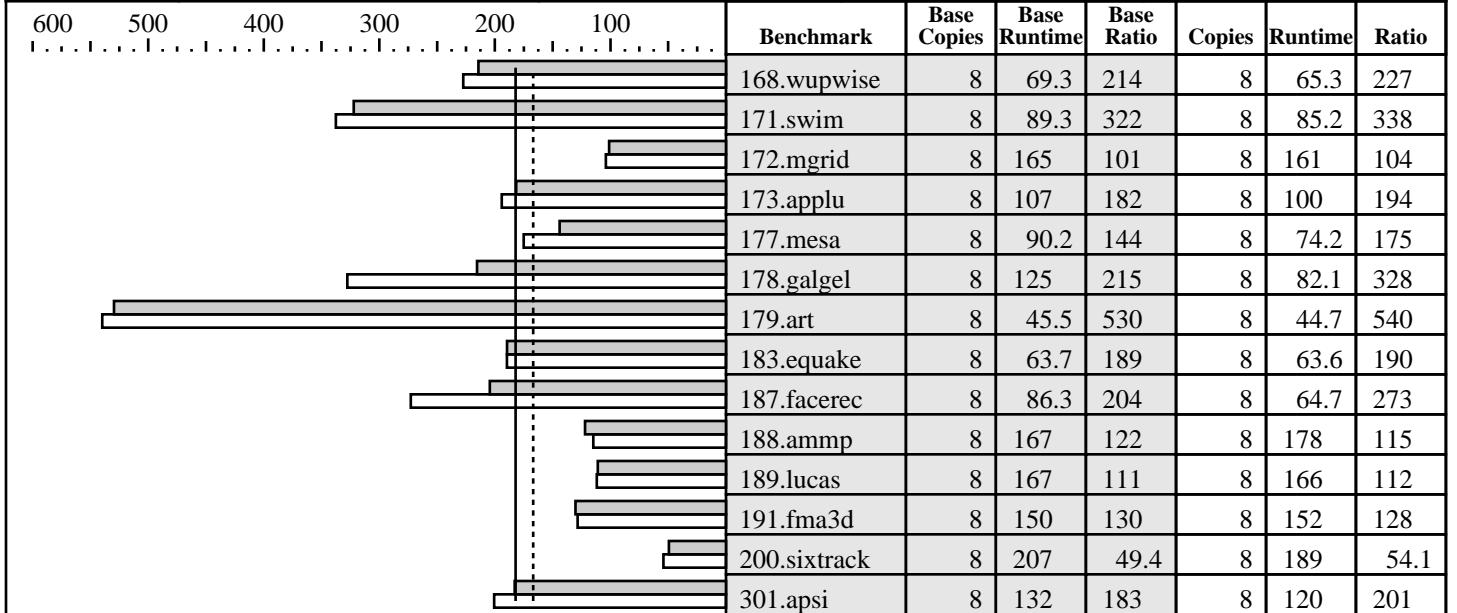 600 500 400 300 200 100 Benchmark Base Copies Base Runtime Base Ratio Copies Runtime Ratio
168.wupwise 8 69.3 214 8 65.3 227
171.swim 8 89.3 322 8 85.2 338
172.mgrid 8 165 101 8 161 104
173.applu 8 107 182 8 100 194
177.mesa 8 90.2 144 8 74.2 175
178.galgel 8 125 215 8 82.1 328
179.art 8 45.5 530 8 44.7 540
183.equake 8 63.7 189 8 63.6 190
187.facerec 8 86.3 204 8 64.7 273
188.ammp 8 167 122 8 178 115
189.lucas 8 167 111 8 166 112
191.fma3d 8 150 130 8 152 128
200.sixtrack 8 207 49.4 8 189 54.1
301.apsi 8 132 183 8 120 201